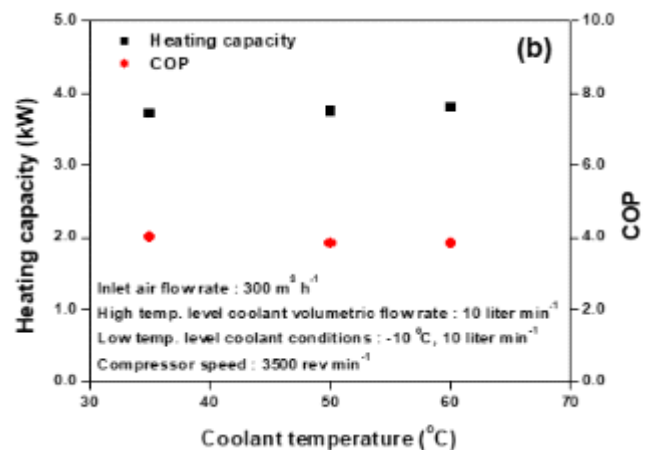 5.0
4.0
3.0
2.0
1.0
0.0
Heating capacity (kW)
Heating capacity
COP
(b)
10.0
8.0
6.0
4.0
2.0
0.0
COP
Inlet air flow rate : 300 m³ h⁻¹
High temp. level coolant volumetric flow rate : 10 liter min⁻¹
Low temp. level coolant conditions : -10 °C, 10 liter min⁻¹
Compressor speed : 3500 rev min⁻¹
30 40 50 60 70
Coolant temperature (°C)